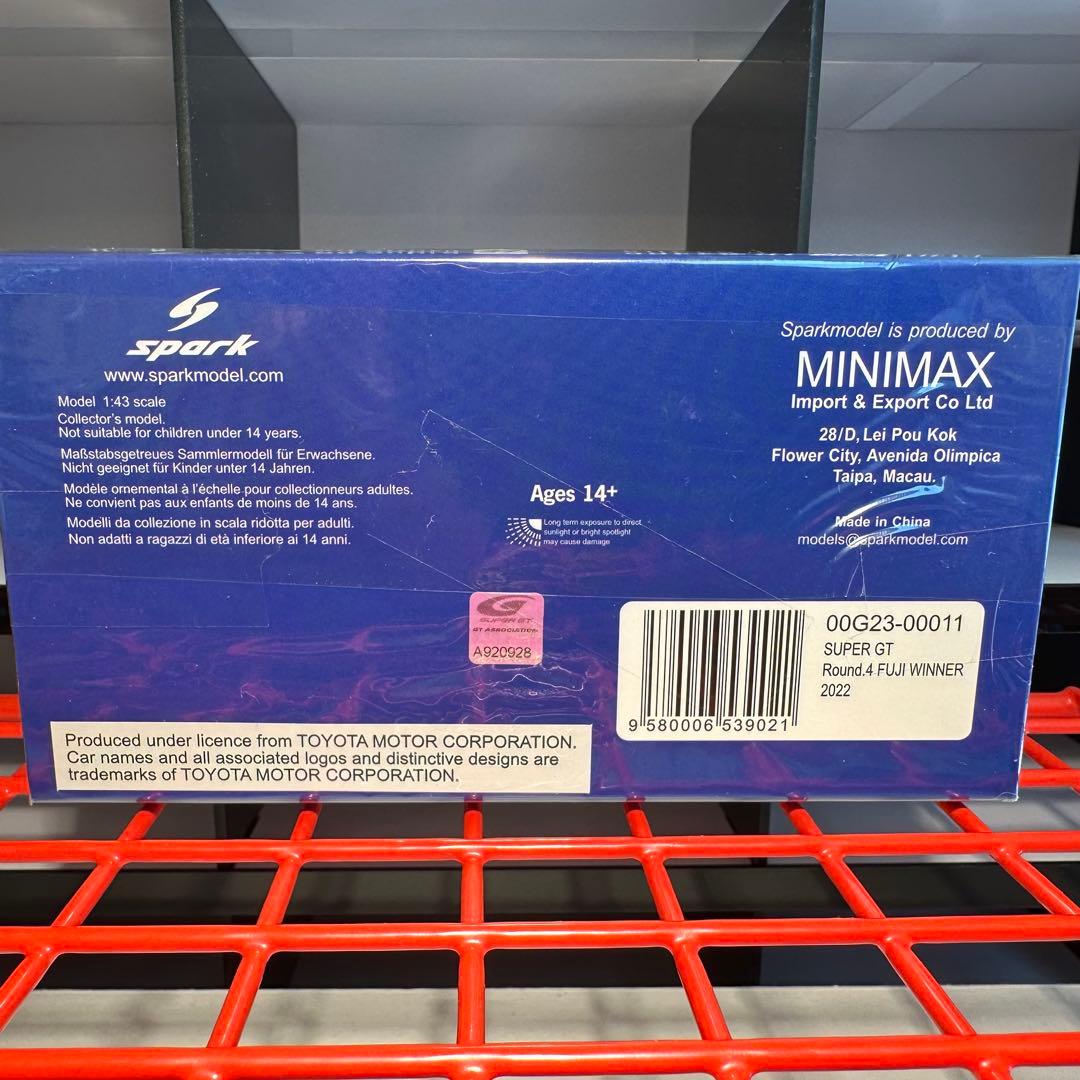 spark
www.sparkmodel.com
Model 1:43 scale
Collector's model.
Not suitable for children under 14 years.
Maßstabsgetreues Sammlermodell für Erwachsene.
Nicht geeignet für Kinder unter 14 Jahren.
Modèle ornemental à l'échelle pour collectionneurs adultes.
Ne convient pas aux enfants de moins de 14 ans.
Modelli da collezione in scala ridotta per adulti.
Non adatti a ragazzi di età inferiore ai 14 anni.
Ages 14+
Long term exposure to direct
sunlight or bright spotlight
may cause damage
Sparkmodel is produced by
MINIMAX
Import & Export Co Ltd
28/D, Lei Pou Kok
Flower City, Avenida Olimpica
Taipa, Macau.
Made in China
models@sparkmodel.com
SUPER GT
GT ASSOCIATION
A920928
00G23-00011
SUPER GT
Round.4 FUJI WINNER
2022
9 580006 539021
Produced under licence from TOYOTA MOTOR CORPORATION.
Car names and all associated logos and distinctive designs are
trademarks of TOYOTA MOTOR CORPORATION.